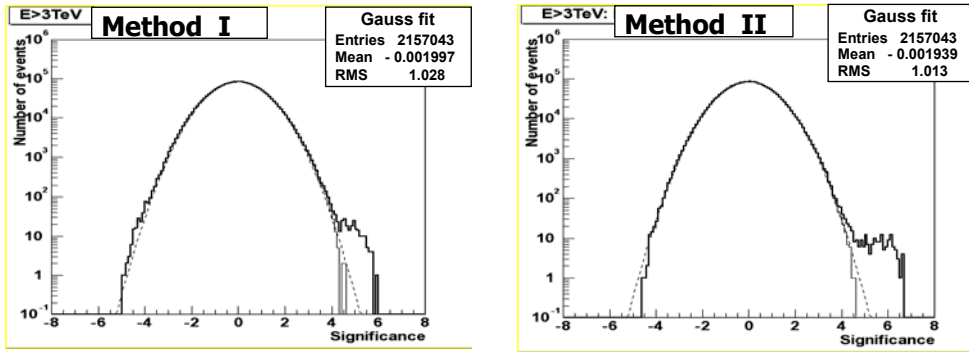 E>3TeV
Method I
Gauss fit
Entries 2157043
Mean - 0.001997
RMS 1.028
Number of events
10^6
10^5
10^4
10^3
10^2
10
1
10^-1
-8 -6 -4 -2 0 2 4 6 8
Significance
E>3TeV:
Method II
Gauss fit
Entries 2157043
Mean - 0.001939
RMS 1.013
Number of events
10^6
10^5
10^4
10^3
10^2
10
1
10^-1
-8 -6 -4 -2 0 2 4 6 8
Significance